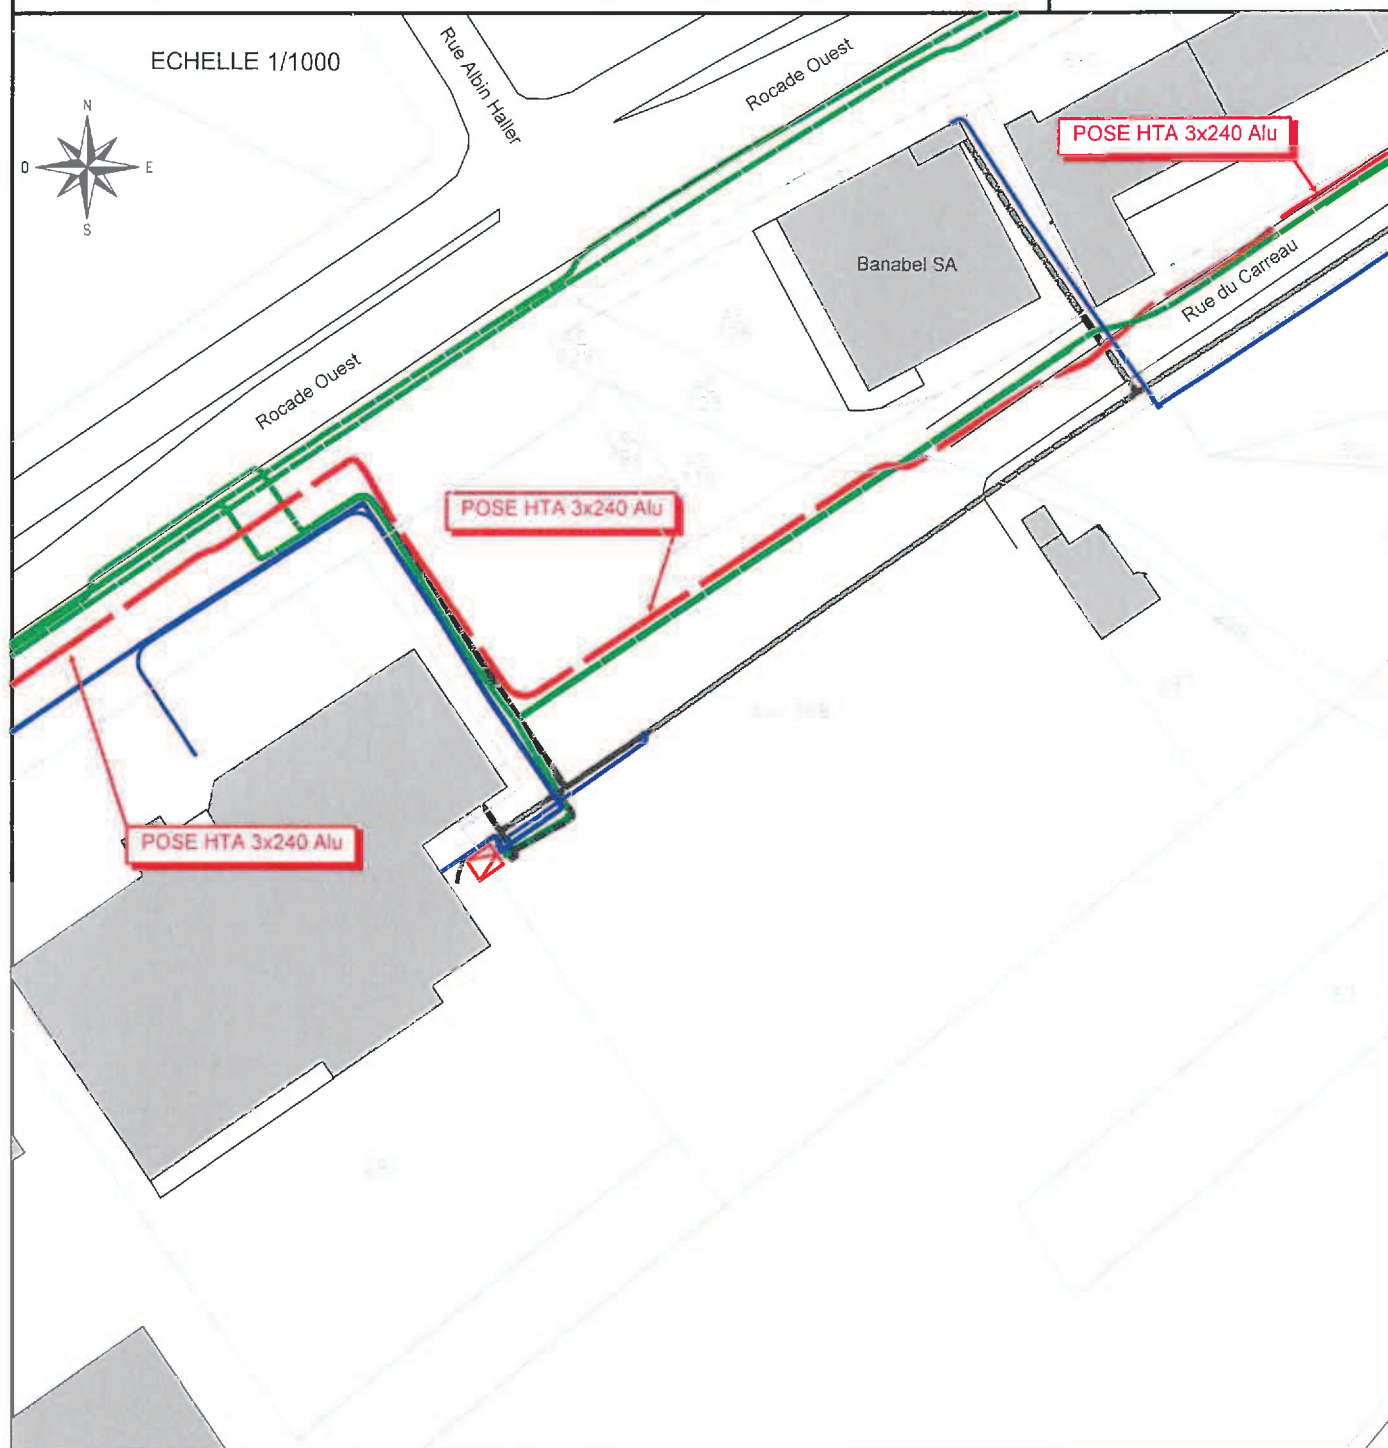 ECHELLE 1/1000
N
O
E
S
Rue Albin Haller
Rocade Ouest
POSE HTA 3x240 Alu
Banabel SA
Rue du Carreau
Rocade Ouest
POSE HTA 3x240 Alu
POSE HTA 3x240 Alu